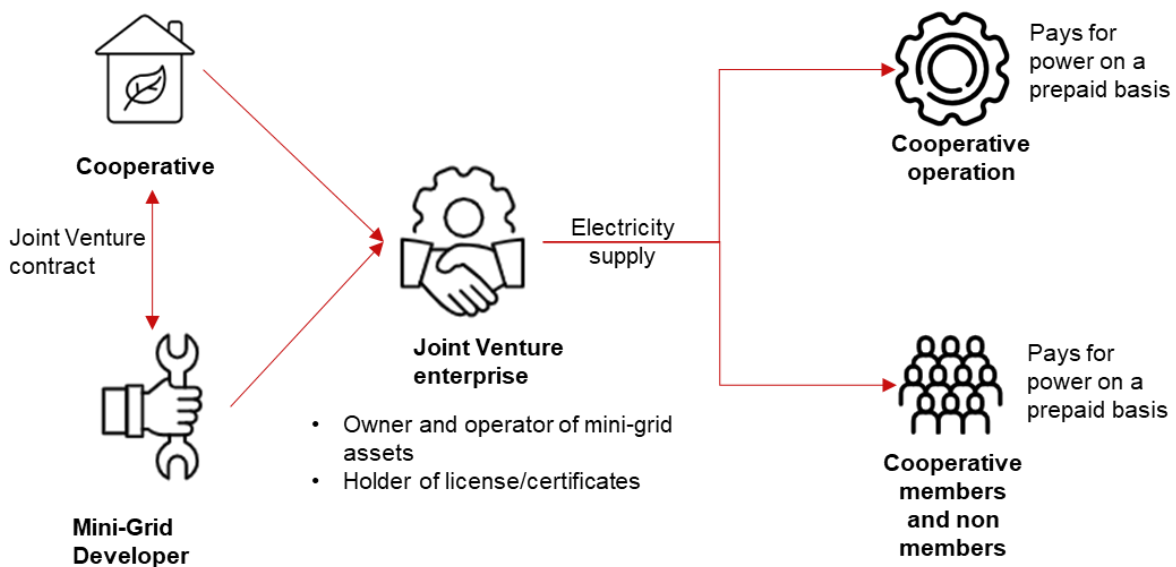 Cooperative
Joint Venture
contract
Mini-Grid
Developer
Joint Venture
enterprise
• Owner and operator of mini-grid
assets
• Holder of license/certificates
Electricity
supply
Cooperative
operation
Pays for
power on a
prepaid basis
Cooperative
members
and non
members
Pays for
power on a
prepaid basis